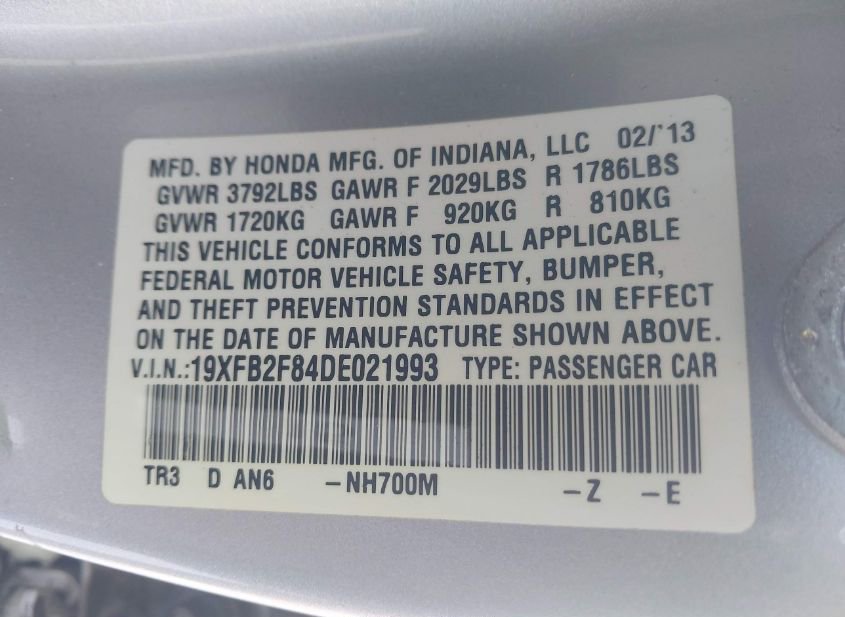 MFD. BY HONDA MFG. OF INDIANA, LLC 02/'13
GVWR 3792LBS GAWR F 2029LBS R 1786LBS
GVWR 1720KG GAWR F 920KG R 810KG
THIS VEHICLE CONFORMS TO ALL APPLICABLE
FEDERAL MOTOR VEHICLE SAFETY, BUMPER,
AND THEFT PREVENTION STANDARDS IN EFFECT
ON THE DATE OF MANUFACTURE SHOWN ABOVE.
V.I.N.:19XFB2F84DE021993 TYPE: PASSENGER CAR
TR3 D AN6 -NH700M -Z -E